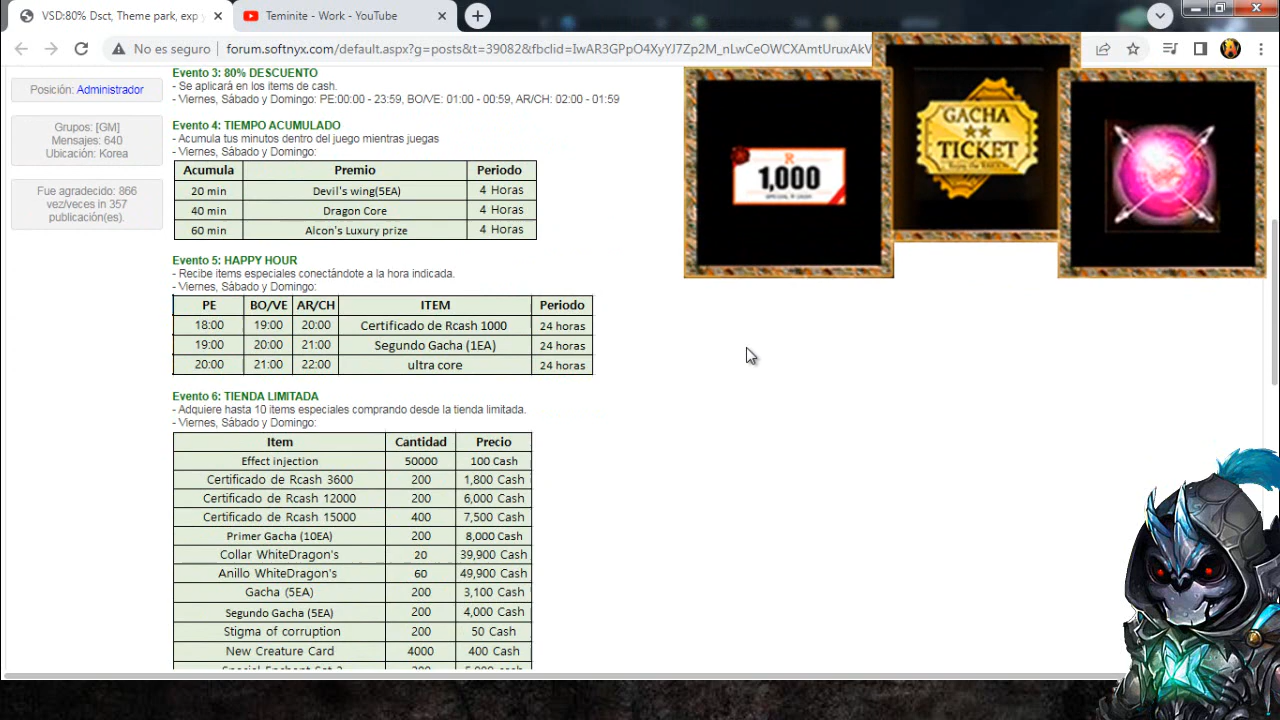 VSD:80% Dsct, Theme park, exp y
Teminite - Work - YouTube
No es seguro
forum.softnyx.com/default.aspx?g=posts&t=39082&fbclid=IwAR3GPpO4XyYJ7Zp2M_nLwCeOWCXAmtUruxAkV
Posición: Administrador
Grupos: [GM]
Mensajes: 640
Ubicación: Korea
Fue agradecido: 866
vez/veces in 357
publicación(es).
Evento 3: 80% DESCUENTO
- Se aplicará en los items de cash.
- Viernes, Sábado y Domingo: PE:00:00 - 23:59, BO/VE: 01:00 - 00:59, AR/CH: 02:00 - 01:59
Evento 4: TIEMPO ACUMULADO
- Acumula tus minutos dentro del juego mientras juegas
- Viernes, Sábado y Domingo:
Acumula Premio Periodo
20 min Devil's wing(5EA) 4 Horas
40 min Dragon Core 4 Horas
60 min Alcon's Luxury prize 4 Horas
Evento 5: HAPPY HOUR
- Recibe items especiales conectándote a la hora indicada.
- Viernes, Sábado y Domingo:
PE BO/VE AR/CH ITEM Periodo
18:00 19:00 20:00 Certificado de Rcash 1000 24 horas
19:00 20:00 21:00 Segundo Gacha (1EA) 24 horas
20:00 21:00 22:00 ultra core 24 horas
Evento 6: TIENDA LIMITADA
- Adquiere hasta 10 items especiales comprando desde la tienda limitada.
- Viernes, Sábado y Domingo:
Item Cantidad Precio
Effect injection 50000 100 Cash
Certificado de Rcash 3600 200 1,800 Cash
Certificado de Rcash 12000 200 6,000 Cash
Certificado de Rcash 15000 400 7,500 Cash
Primer Gacha (10EA) 200 8,000 Cash
Collar WhiteDragon's 20 39,900 Cash
Anillo WhiteDragon's 60 49,900 Cash
Gacha (5EA) 200 3,100 Cash
Segundo Gacha (5EA) 200 4,000 Cash
Stigma of corruption 200 50 Cash
New Creature Card 4000 400 Cash
R
1,000
GACHA
TICKET